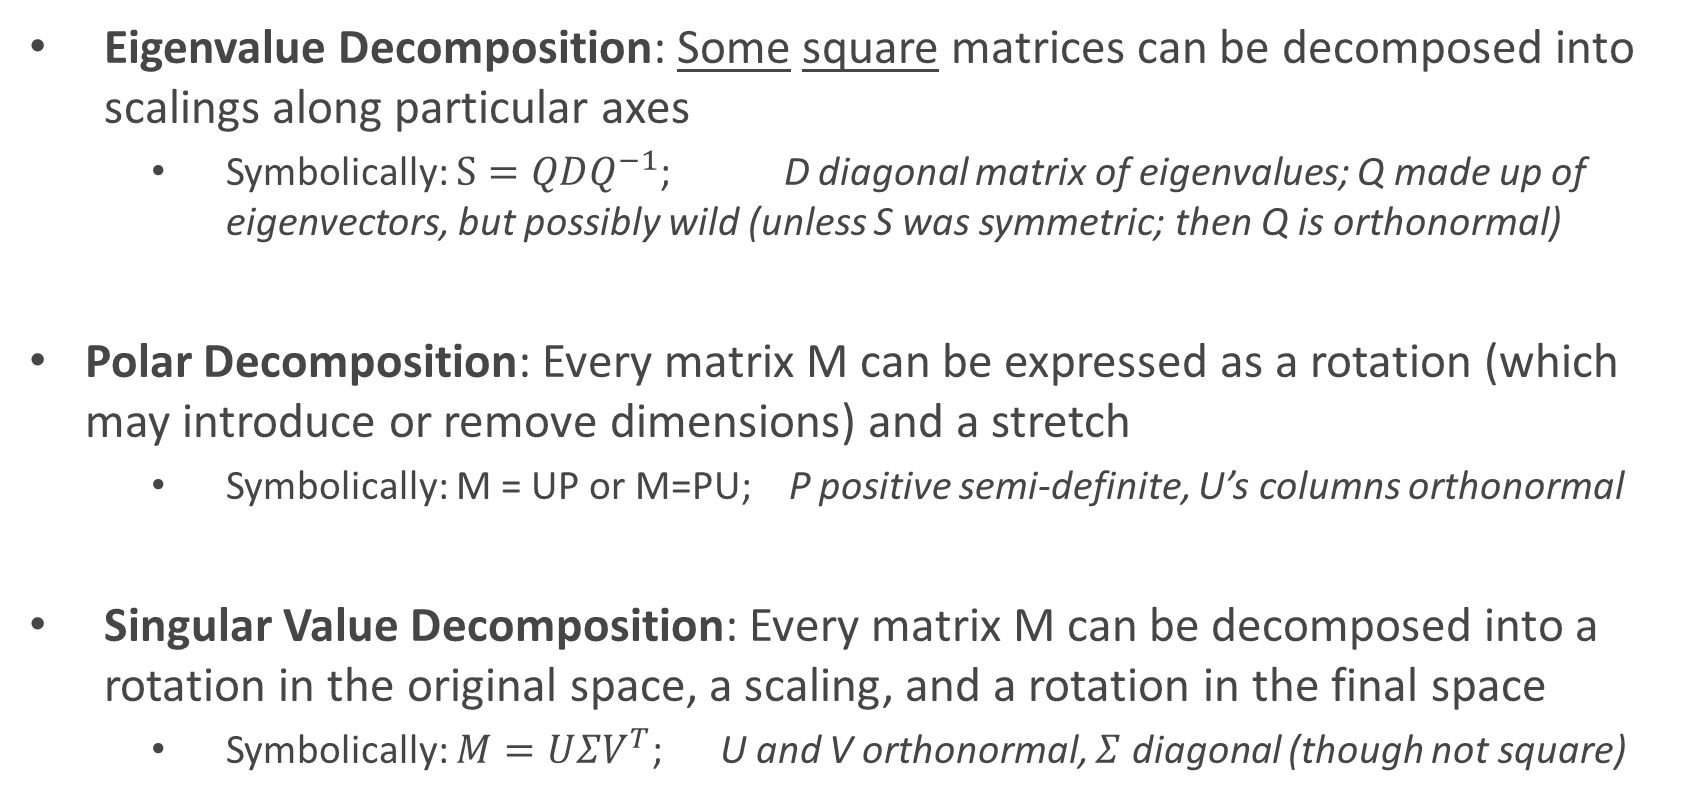 • Eigenvalue Decomposition: Some square matrices can be decomposed into
scalings along particular axes
• Symbolically: S = QDQ⁻¹; D diagonal matrix of eigenvalues; Q made up of
eigenvectors, but possibly wild (unless S was symmetric; then Q is orthonormal)
• Polar Decomposition: Every matrix M can be expressed as a rotation (which
may introduce or remove dimensions) and a stretch
• Symbolically: M = UP or M=PU; P positive semi-definite, U’s columns orthonormal
• Singular Value Decomposition: Every matrix M can be decomposed into a
rotation in the original space, a scaling, and a rotation in the final space
• Symbolically: M = UΣVᵀ; U and V orthonormal, Σ diagonal (though not square)